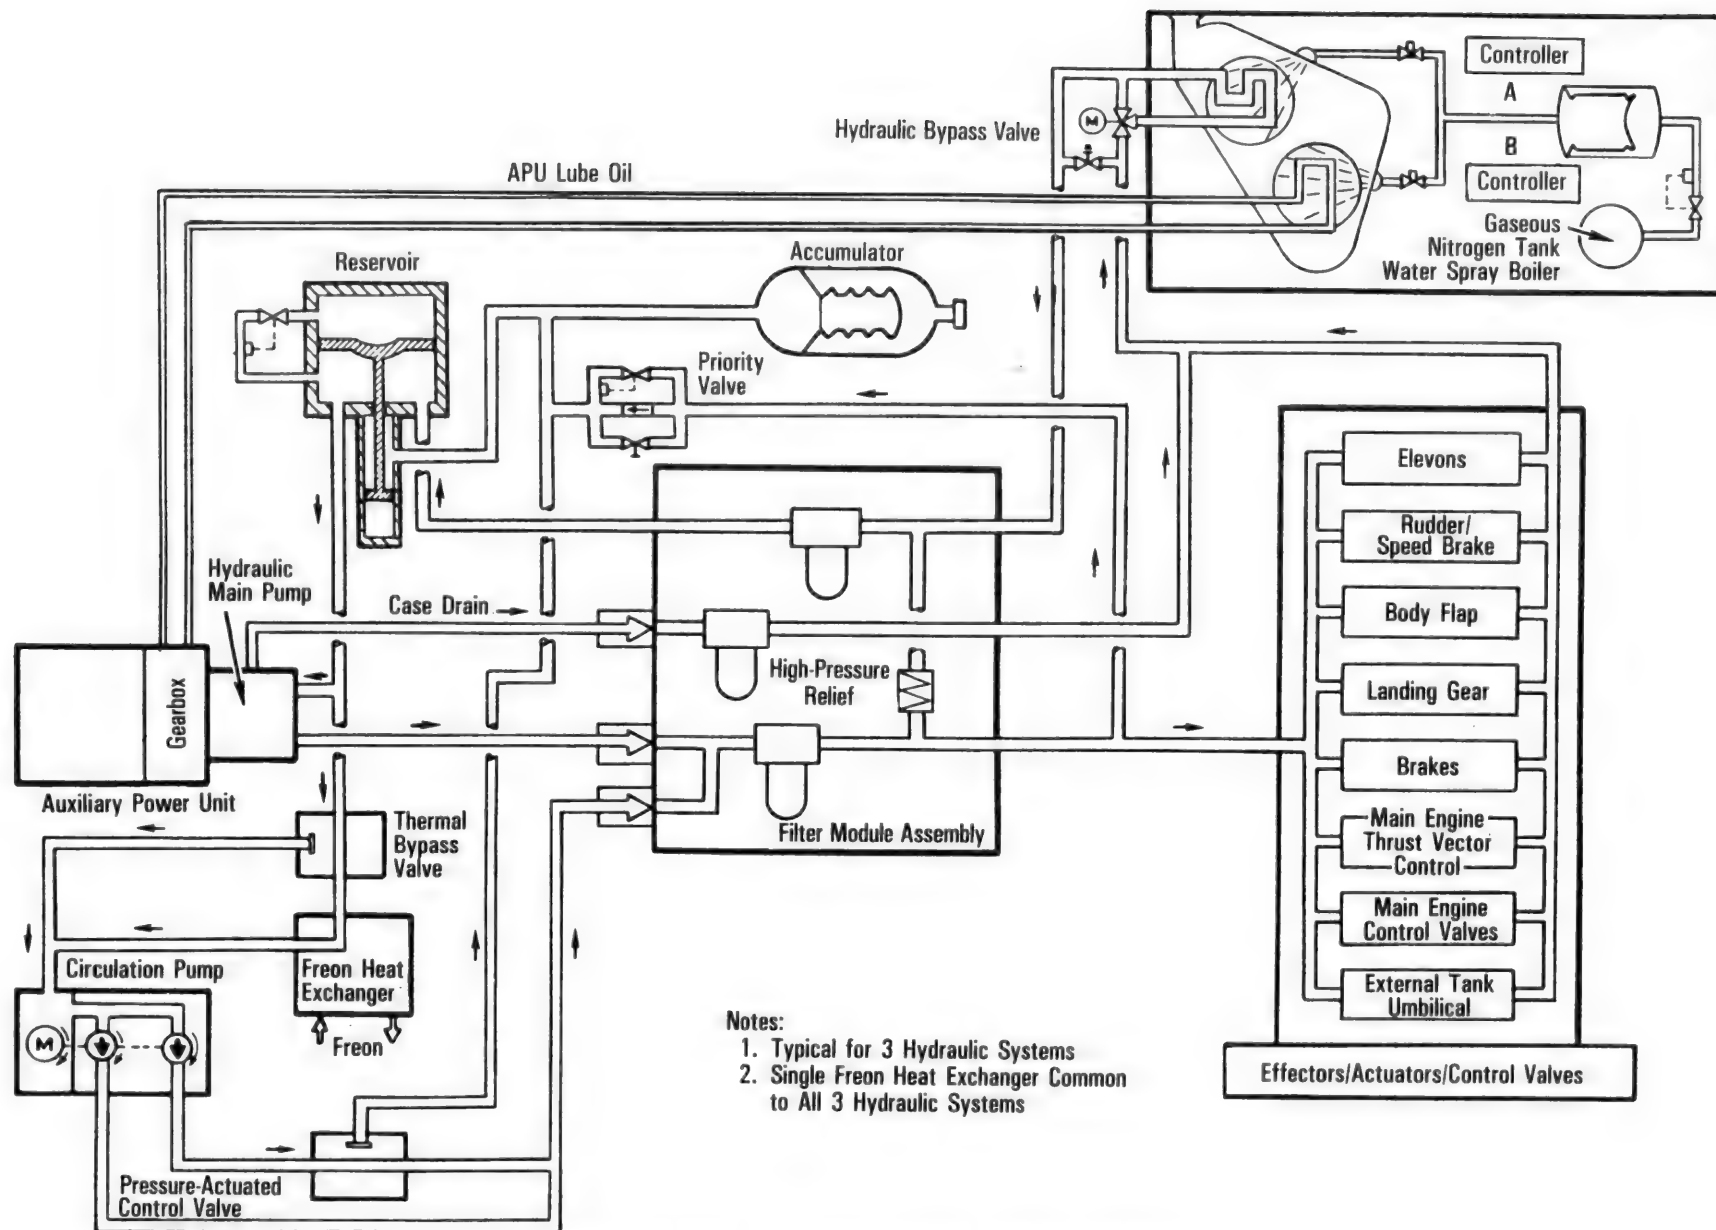 Controller
A
B
Controller
Gaseous
Nitrogen Tank
Water Spray Boiler
Hydraulic Bypass Valve
M
APU Lube Oil
Reservoir
Accumulator
Priority
Valve
Hydraulic
Main Pump
Case Drain
High-Pressure
Relief
Filter Module Assembly
Gearbox
Auxiliary Power Unit
Thermal
Bypass
Valve
Circulation Pump
Freon Heat
Exchanger
Freon
M
Pressure-Actuated
Control Valve
Elevons
Rudder/
Speed Brake
Body Flap
Landing Gear
Brakes
Main Engine
Thrust Vector
Control
Main Engine
Control Valves
External Tank
Umbilical
Effectors/Actuators/Control Valves
Notes:
1. Typical for 3 Hydraulic Systems
2. Single Freon Heat Exchanger Common
to All 3 Hydraulic Systems